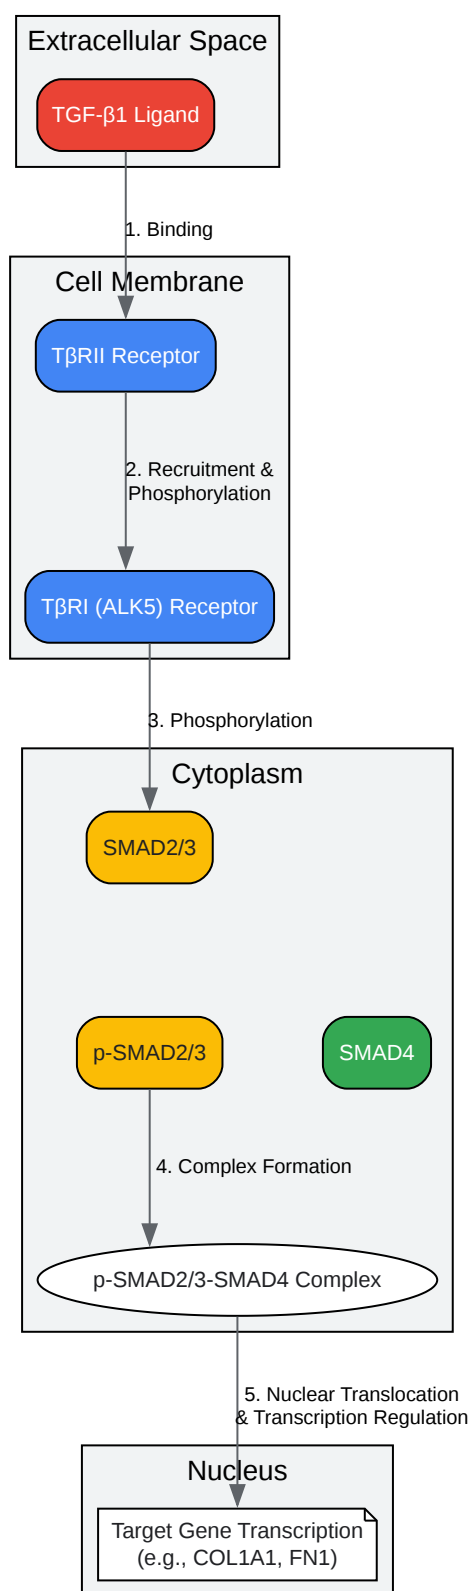 Extracellular Space
TGF-β1 Ligand
1. Binding
Cell Membrane
TβRII Receptor
2. Recruitment &
Phosphorylation
TβRI (ALK5) Receptor
3. Phosphorylation
Cytoplasm
SMAD2/3
p-SMAD2/3
SMAD4
4. Complex Formation
p-SMAD2/3-SMAD4 Complex
5. Nuclear Translocation
& Transcription Regulation
Nucleus
Target Gene Transcription
(e.g., COL1A1, FN1)